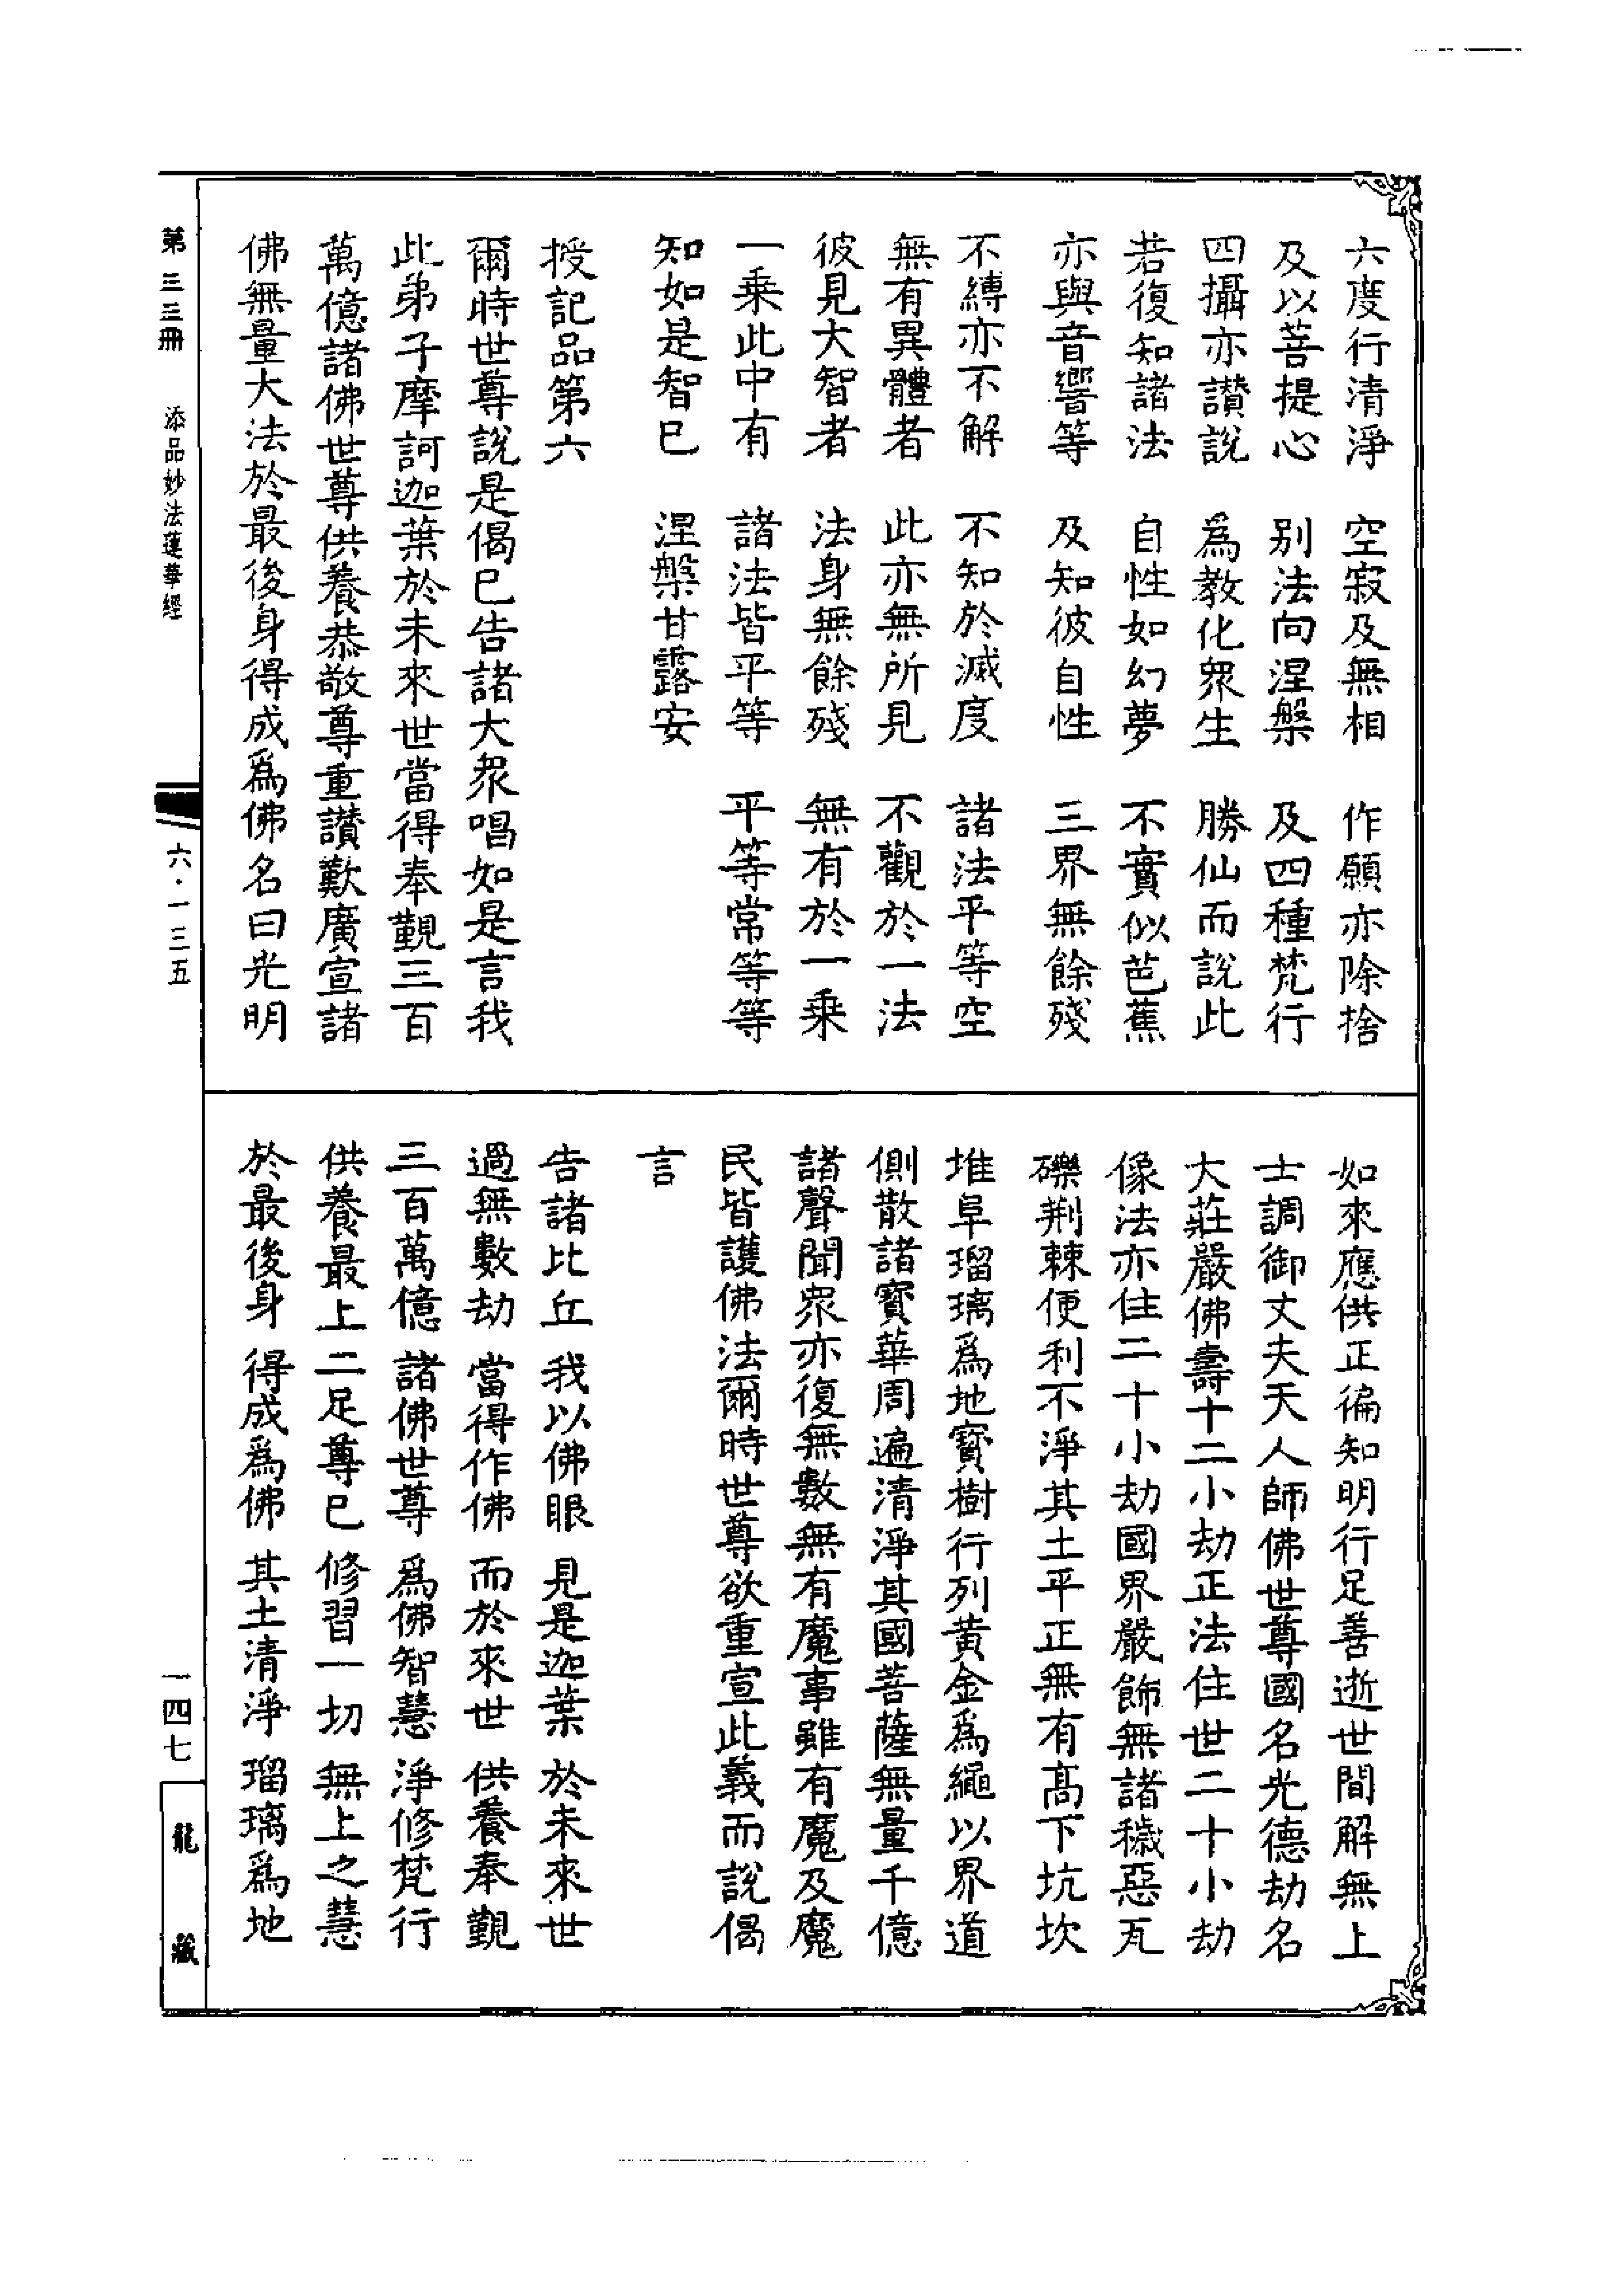 六度行清淨　空寂及無相　作願亦除捨
及以菩提心　别法向涅槃　及四種梵行
四攝亦讃說　爲教化衆生　勝仙而說此
若復知諸法　自性如幻夢　不實似芭蕉
亦與音響等　及知彼自性　三界無餘殘
不縛亦不解　不知於滅度　諸法平等空
無有異體者　此亦無所見　不觀於一法
彼見大智者　法身無餘殘　無有於一乗
一乗此中有　諸法皆平等　平等常等等
知如是智巳　涅槃甘露安
授記品第六
爾時世尊說是偈巳告諸大衆唱如是言我
此弟子摩訶迦葉於未來世當得奉覲三百
萬億諸佛世尊供養恭敬尊重讃歎廣宣諸
佛無量大法於最後身得成爲佛名曰光明
如來應供正徧知明行足善逝世間解無上
士調御丈夫天人師佛世尊國名光德劫名
大莊嚴佛壽十二小劫正法住世二十小劫
像法亦住二十小劫國界嚴飾無諸穢惡瓦
礫荆棘便利不淨其土平正無有髙下坑坎
堆阜瑠璃爲地寳樹行列黄金爲繩以界道
側散諸寳華周遍清淨其國菩薩無量千億
諸聲聞衆亦復無數無有魔事雖有魔及魔
民皆護佛法爾時世尊欲重宣此義而說偈
言
告諸比丘　我以佛眼　見是迦葉　於未來世
過無數劫　當得作佛　而於來世　供養奉覲
三百萬億　諸佛世尊　爲佛智慧　淨修梵行
供養最上　二足尊巳　修習一切　無上之慧
於最後身　得成爲佛　其土清淨　瑠璃爲地
第三三冊　添品妙法蓮華經
六·一三五
一四七
龍藏